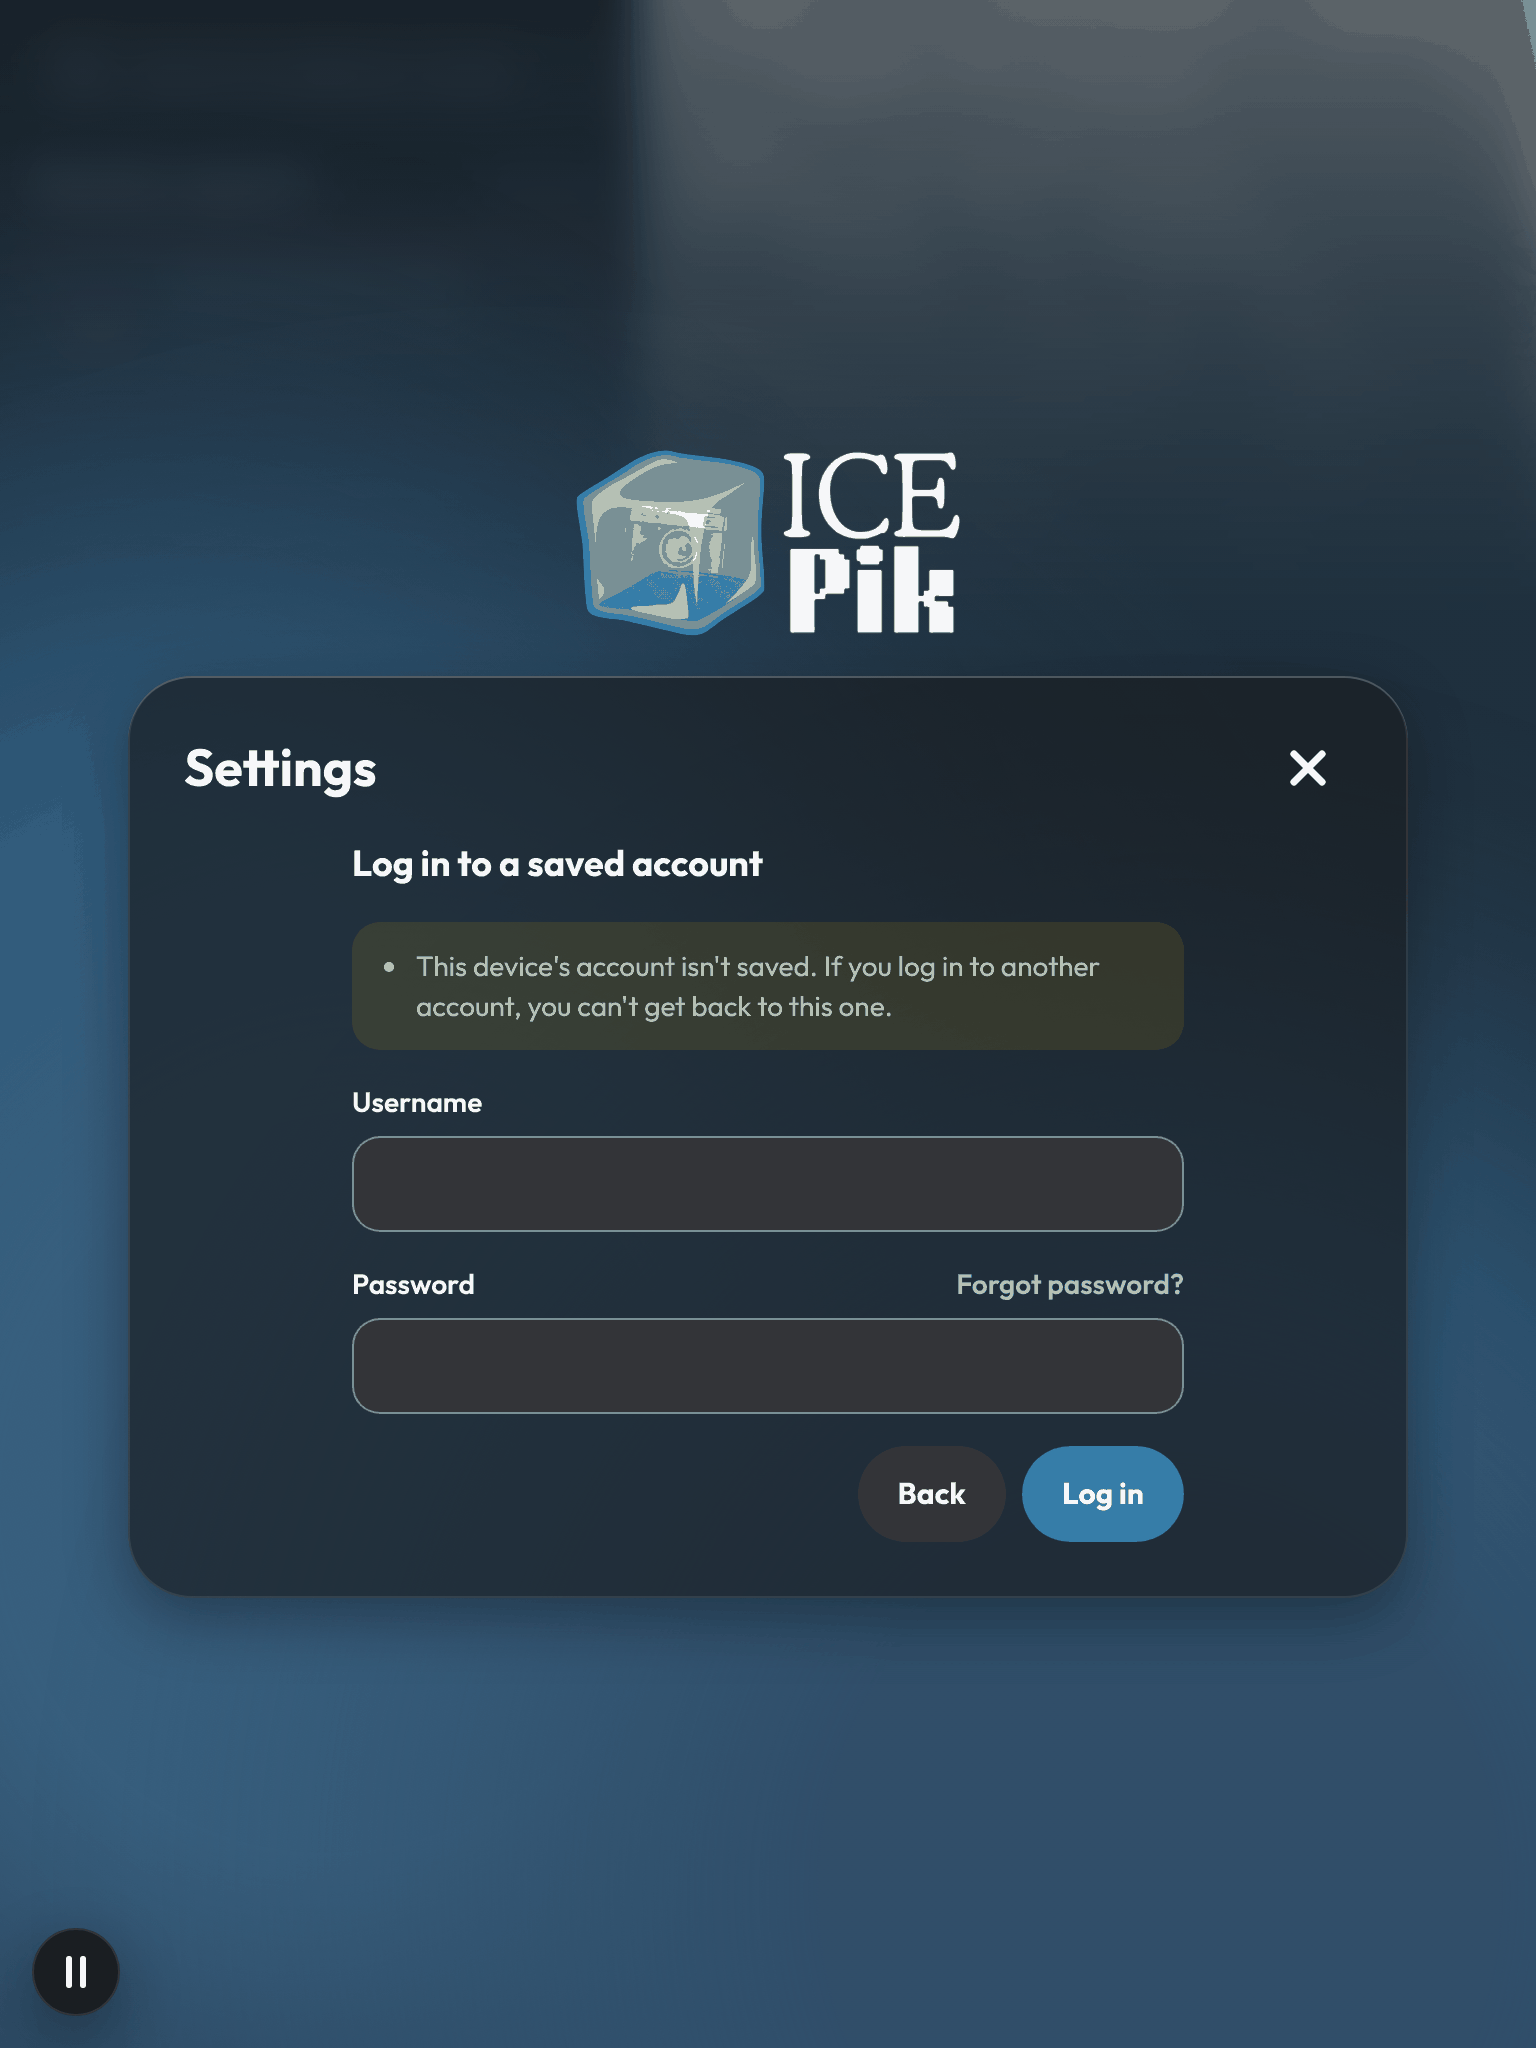 ICE
Pik
Settings
Log in to a saved account
• This device's account isn't saved. If you log in to another
account, you can't get back to this one.
Username
Password
Forgot password?
Back
Log in